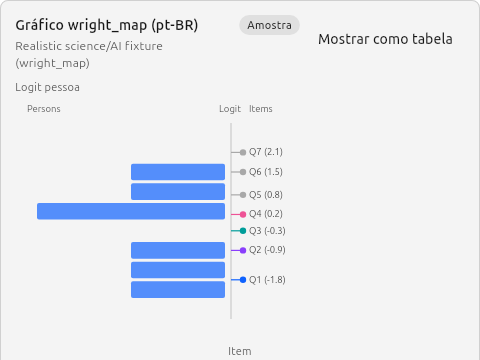 Gráfico wright_map (pt-BR)
Amostra
Mostrar como tabela
Realistic science/AI fixture
(wright_map)
Logit pessoa
Persons
Logit
Items
Q7 (2.1)
Q6 (1.5)
Q5 (0.8)
Q4 (0.2)
Q3 (-0.3)
Q2 (-0.9)
Q1 (-1.8)
Item